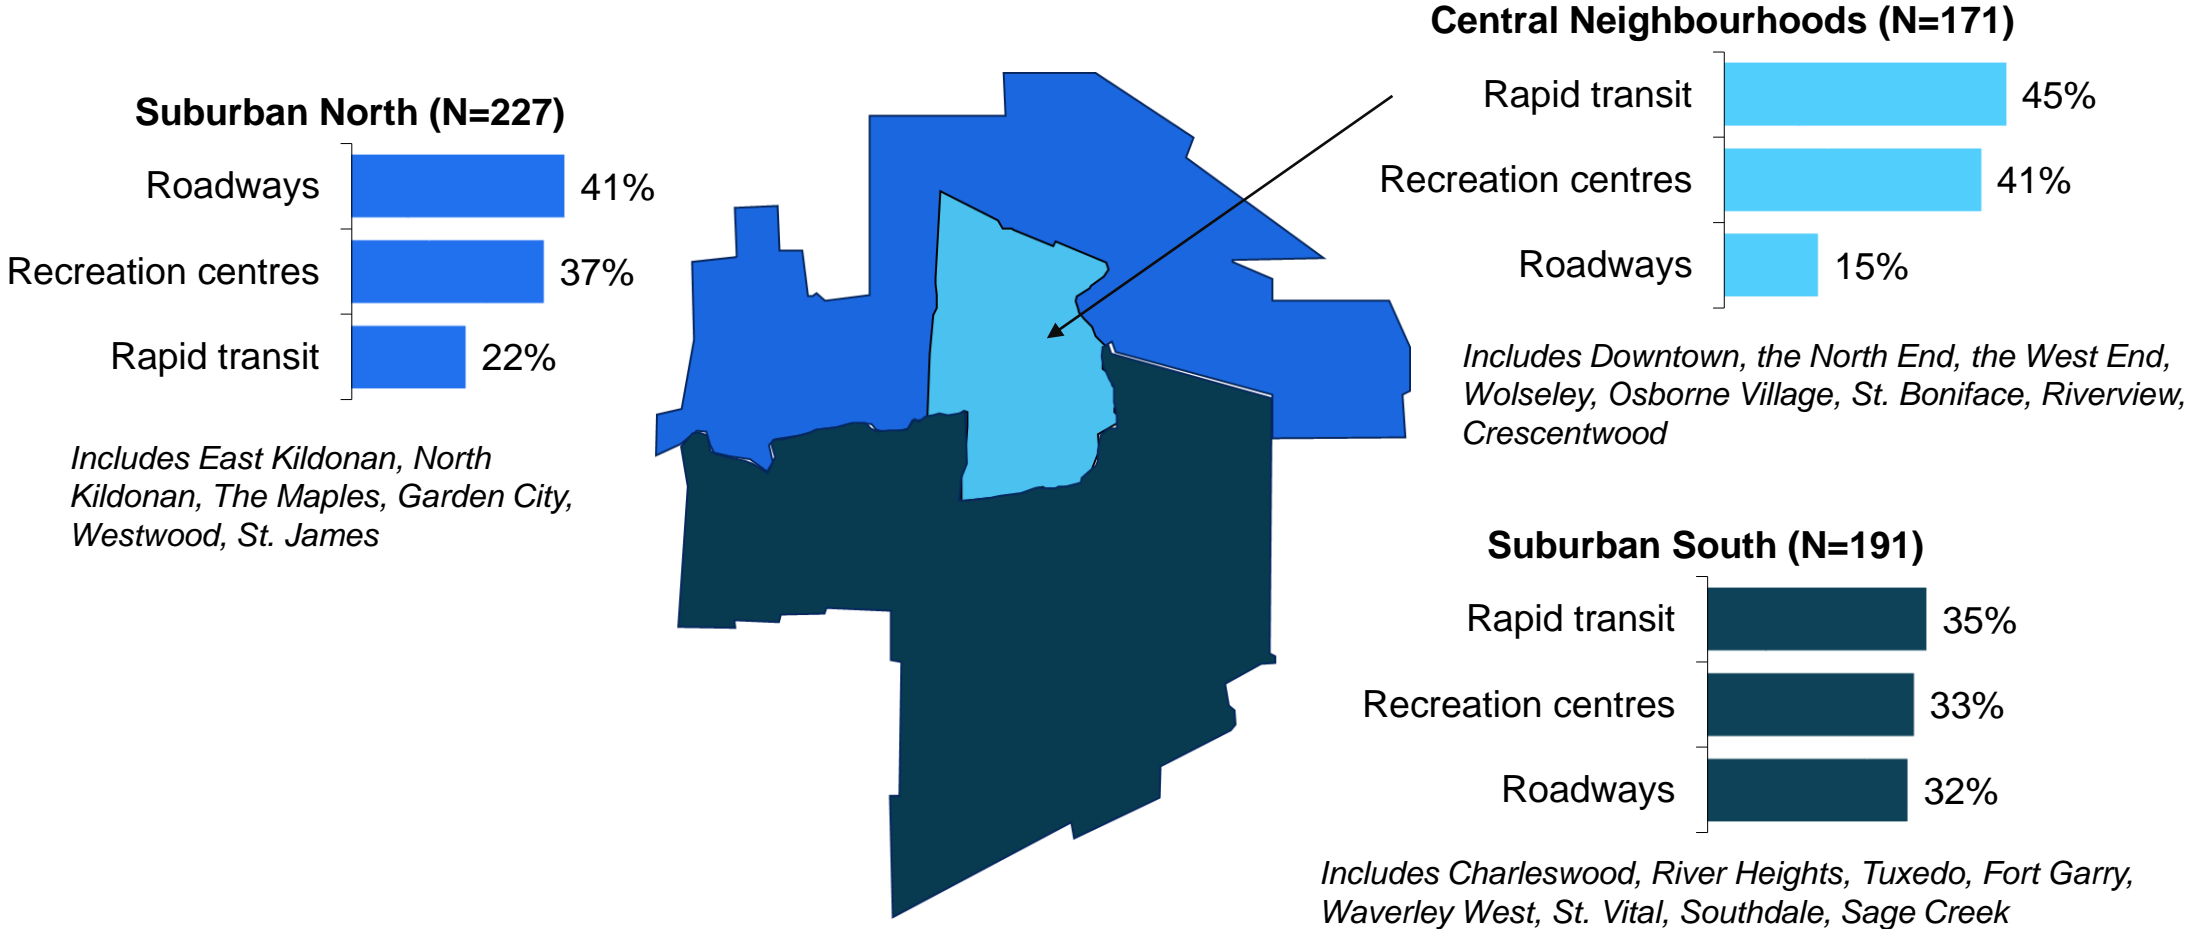 Suburban North (N=227)
Roadways 41%
Recreation centres 37%
Rapid transit 22%
Includes East Kildonan, North
Kildonan, The Maples, Garden City,
Westwood, St. James
Central Neighbourhoods (N=171)
Rapid transit 45%
Recreation centres 41%
Roadways 15%
Includes Downtown, the North End, the West End,
Wolseley, Osborne Village, St. Boniface, Riverview,
Crescentwood
Suburban South (N=191)
Rapid transit 35%
Recreation centres 33%
Roadways 32%
Includes Charleswood, River Heights, Tuxedo, Fort Garry,
Waverley West, St. Vital, Southdale, Sage Creek